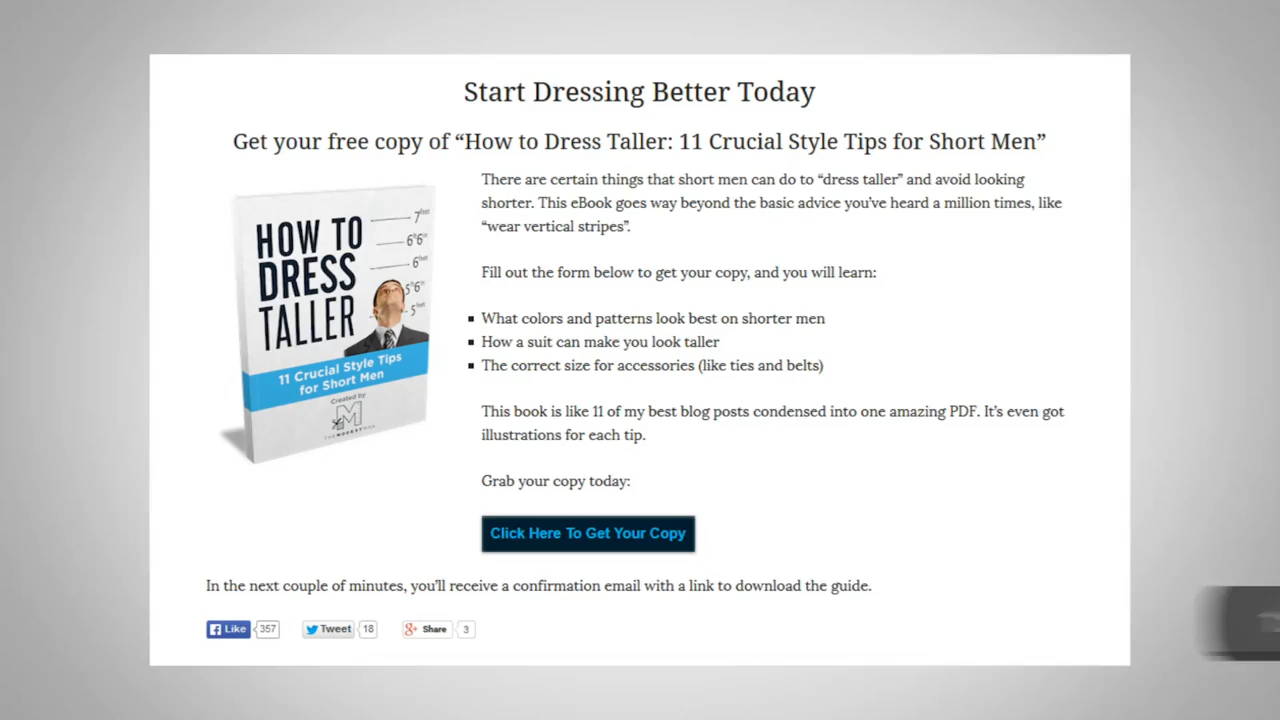 Start Dressing Better Today
Get your free copy of “How to Dress Taller: 11 Crucial Style Tips for Short Men”
There are certain things that short men can do to “dress taller” and avoid looking
shorter. This eBook goes way beyond the basic advice you’ve heard a million times, like
“wear vertical stripes”.
Fill out the form below to get your copy, and you will learn:
What colors and patterns look best on shorter men
How a suit can make you look taller
The correct size for accessories (like ties and belts)
This book is like 11 of my best blog posts condensed into one amazing PDF. It’s even got
illustrations for each tip.
Grab your copy today:
Click Here To Get Your Copy
HOW TO
DRESS
TALLER
7feet
6ft6in
6feet
5ft6in
5feet
11 Crucial Style Tips
for Short Men
Created by
M
THE MODEST MAN
In the next couple of minutes, you’ll receive a confirmation email with a link to download the guide.
Like 357 Tweet 18 Share 3